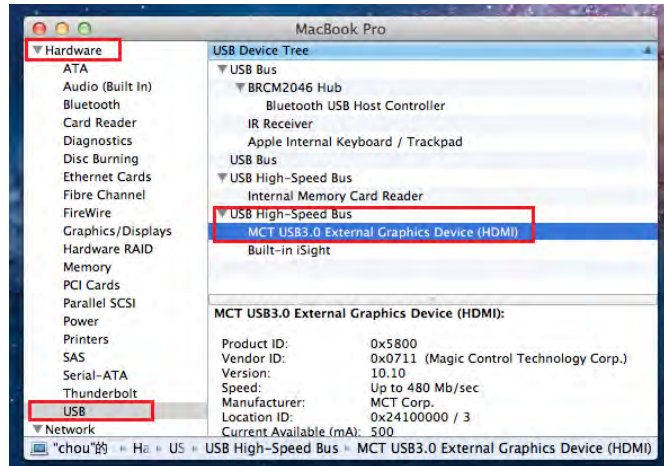 MacBook Pro
Hardware
ATA
Audio (Built In)
Bluetooth
Card Reader
Diagnostics
Disc Burning
Ethernet Cards
Fibre Channel
FireWire
Graphics/Displays
Hardware RAID
Memory
PCI Cards
Parallel SCSI
Power
Printers
SAS
Serial-ATA
Thunderbolt
USB
Network
USB Device Tree
USB Bus
BRCM2046 Hub
Bluetooth USB Host Controller
IR Receiver
Apple Internal Keyboard / Trackpad
USB Bus
USB High-Speed Bus
Internal Memory Card Reader
USB High-Speed Bus
MCT USB3.0 External Graphics Device (HDMI)
Built-in iSight
MCT USB3.0 External Graphics Device (HDMI):
Product ID: 0x5800
Vendor ID: 0x0711 (Magic Control Technology Corp.)
Version: 10.10
Speed: Up to 480 Mb/sec
Manufacturer: MCT Corp.
Location ID: 0x24100000 / 3
Current Available (mA): 500
"chou"的 Ha US USB High-Speed Bus MCT USB3.0 External Graphics Device (HDMI)